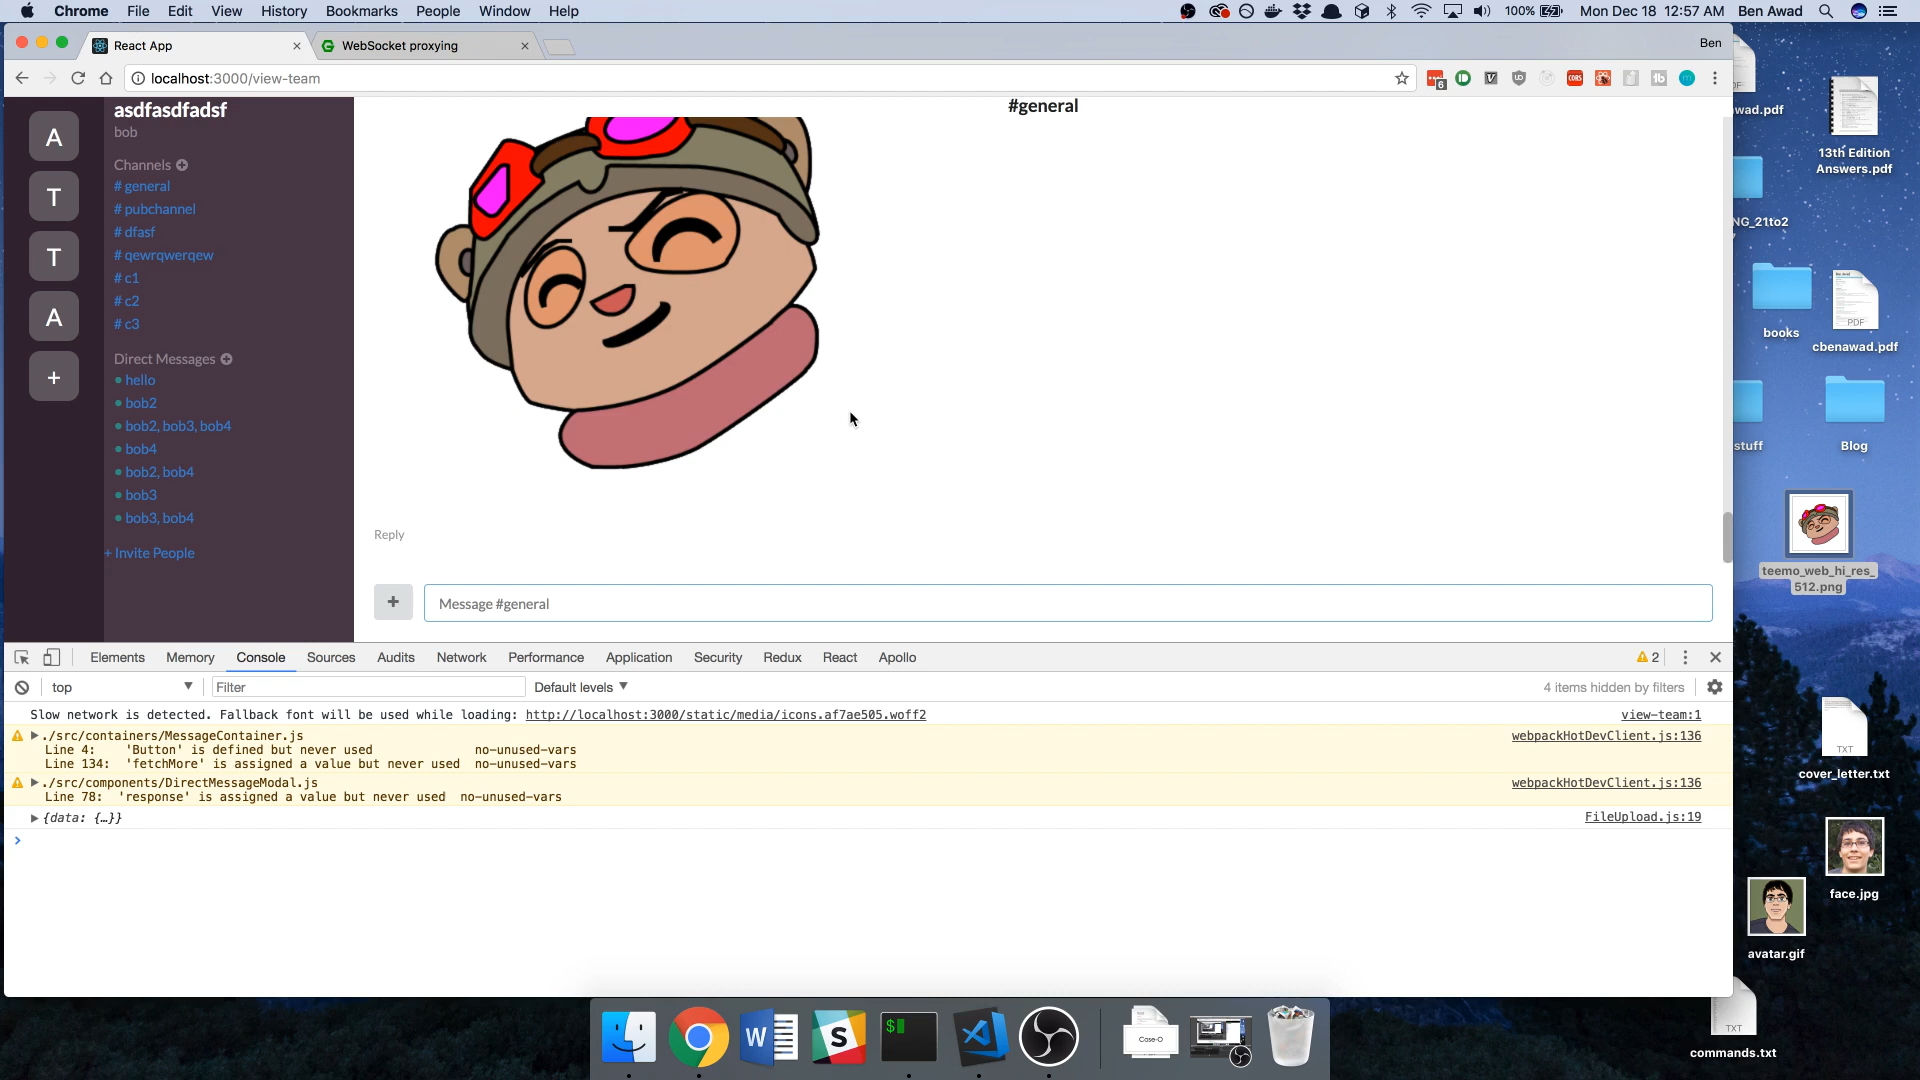 Chrome File Edit View History Bookmarks People Window Help
100% Mon Dec 18 12:57 AM Ben Awad
React App
WebSocket proxying
Ben
localhost:3000/view-team
6
CORS
asdfasdfadsf
bob
Channels
# general
# pubchannel
# dfasf
# qewrqwerqew
# c1
# c2
# c3
Direct Messages
hello
bob2
bob2, bob3, bob4
bob4
bob2, bob4
bob3
bob3, bob4
+ Invite People
A
T
T
A
+
#general
Reply
+
Message #general
Elements Memory Console Sources Audits Network Performance Application Security Redux React Apollo
2
top
Filter
Default levels
4 items hidden by filters
Slow network is detected. Fallback font will be used while loading: http://localhost:3000/static/media/icons.af7ae505.woff2 view-team:1
./src/containers/MessageContainer.js webpackHotDevClient.js:136
Line 4: 'Button' is defined but never used no-unused-vars
Line 134: 'fetchMore' is assigned a value but never used no-unused-vars
./src/components/DirectMessageModal.js webpackHotDevClient.js:136
Line 78: 'response' is assigned a value but never used no-unused-vars
{data: {…}} FileUpload.js:19
wad.pdf
13th Edition
Answers.pdf
NG_21to2
books
PDF
cbenawad.pdf
stuff
Blog
teemo_web_hi_res_
512.png
TXT
cover_letter.txt
face.jpg
avatar.gif
TXT
commands.txt
W
S
$
Case-O